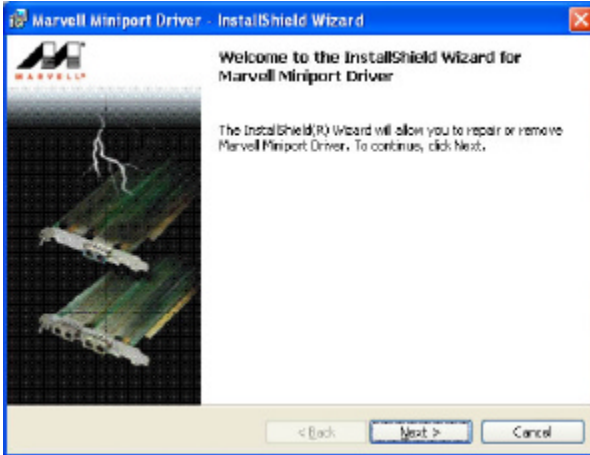 Marvell Miniport Driver - InstallShield Wizard
MARVELL®
Welcome to the InstallShield Wizard for
Marvell Miniport Driver
The InstallShield(R) Wizard will allow you to repair or remove
Marvell Miniport Driver. To continue, click Next.
< Back
Next >
Cancel